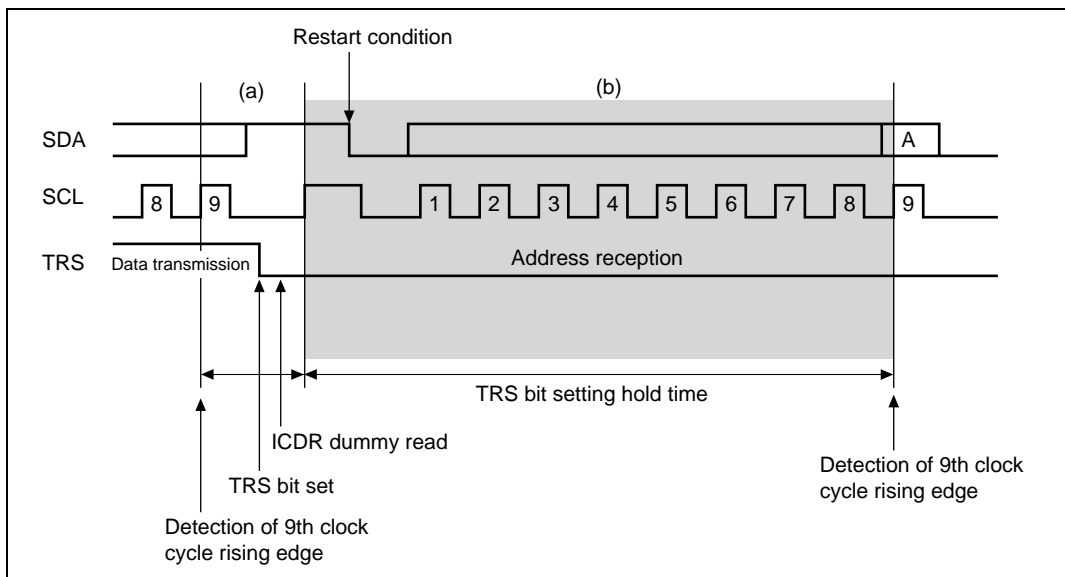 Restart condition
(a)
(b)
SDA
A
SCL
8
9
1
2
3
4
5
6
7
8
9
TRS
Data transmission
Address reception
TRS bit setting hold time
ICDR dummy read
TRS bit set
Detection of 9th clock
cycle rising edge
Detection of 9th clock
cycle rising edge